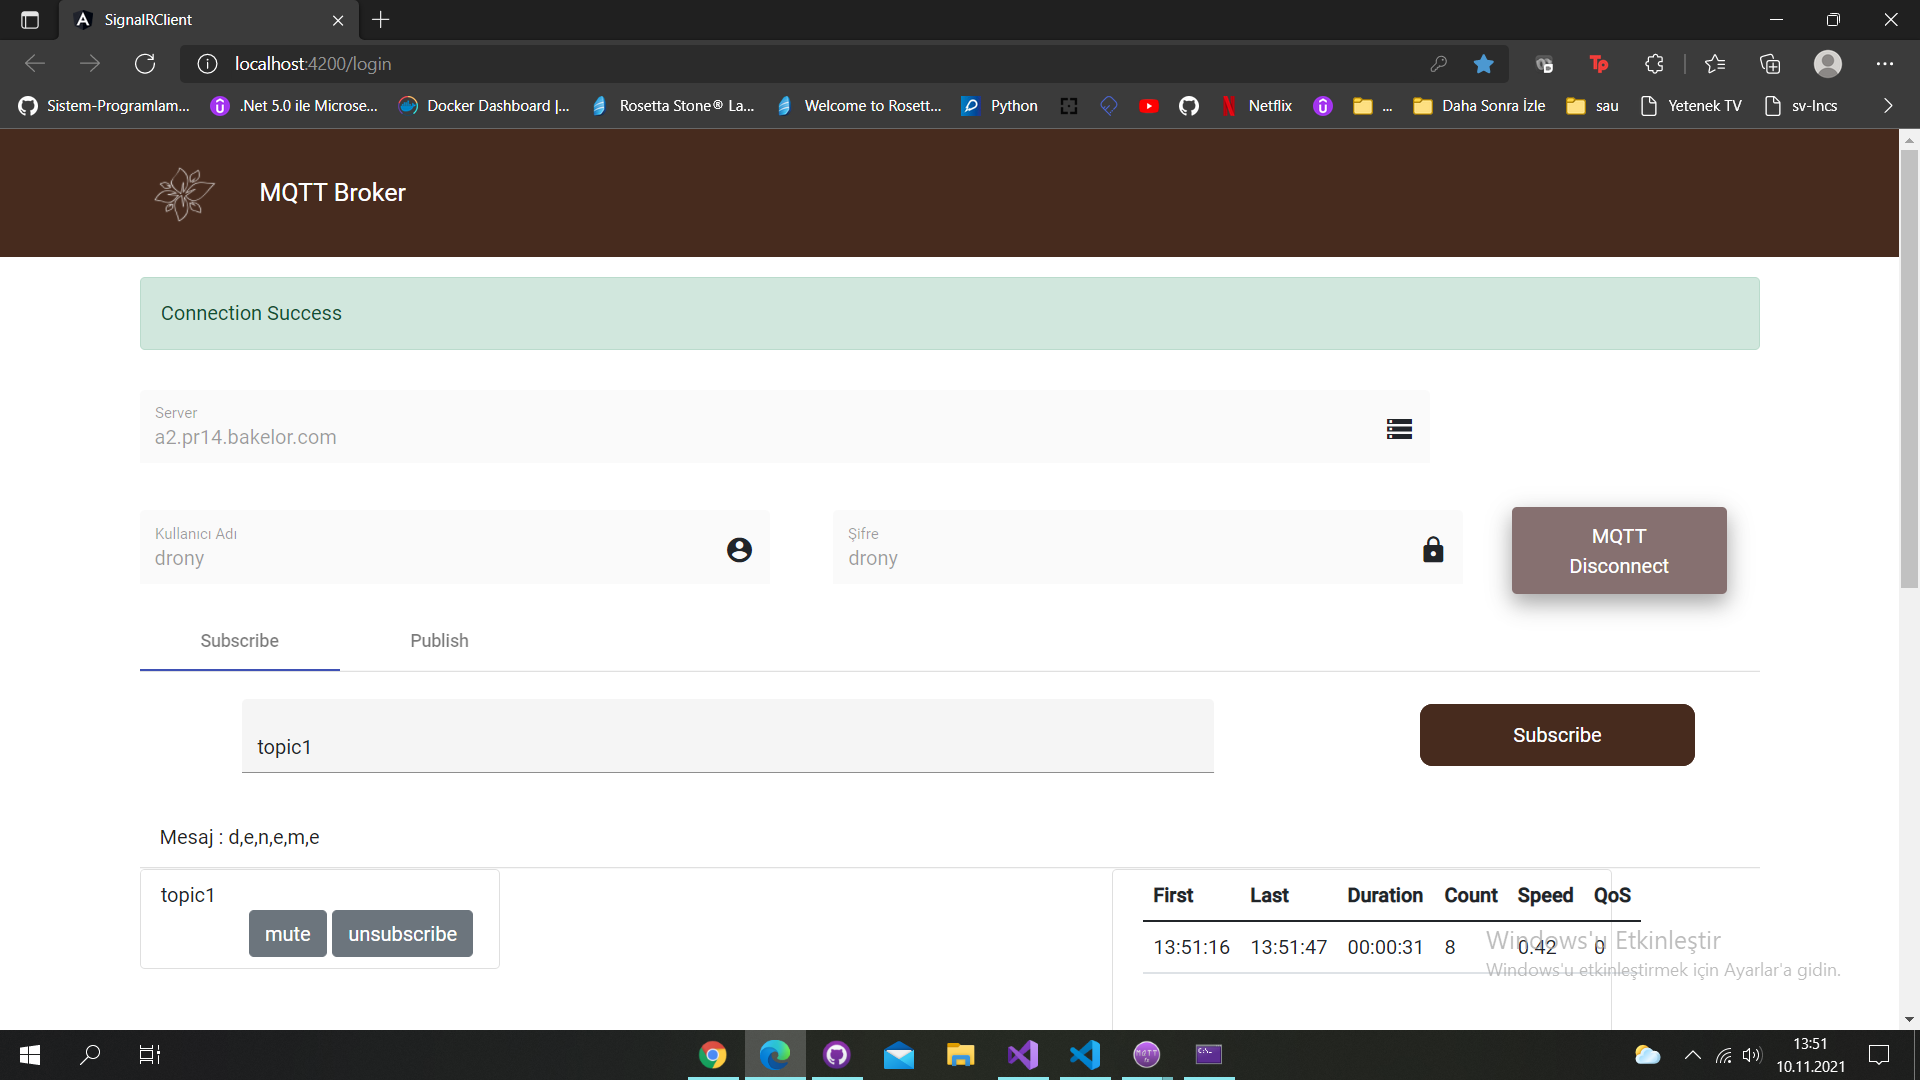 SignalRClient
localhost:4200/login
Sistem-Programlam...
.Net 5.0 ile Microse...
Docker Dashboard |...
Rosetta Stone® La...
Welcome to Rosett...
Python
Netflix
...
Daha Sonra İzle
sau
Yetenek TV
sv-Incs
MQTT Broker
Connection Success
Server
a2.pr14.bakelor.com
Kullanıcı Adı
drony
Şifre
drony
MQTT
Disconnect
Subscribe
Publish
topic1
Subscribe
Mesaj : d,e,n,e,m,e
topic1
mute
unsubscribe
First Last Duration Count Speed QoS
13:51:16 13:51:47 00:00:31 8 0.42 0
Windows'u Etkinleştir
Windows'u etkinleştirmek için Ayarlar'a gidin.
13:51
10.11.2021